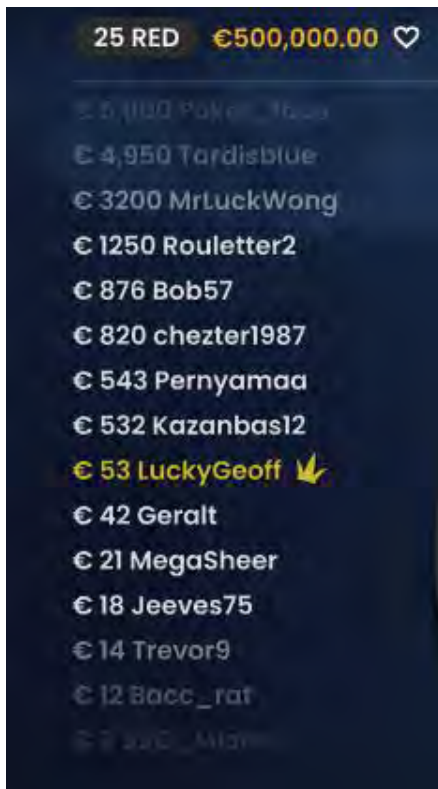 25 RED €500,000.00
€ 4,950 Tardisblue
€ 3200 MrLuckWong
€ 1250 Rouletter2
€ 876 Bob57
€ 820 chezter1987
€ 543 Pernyamaa
€ 532 Kazanbas12
€ 53 LuckyGeoff
€ 42 Geralt
€ 21 MegaSheer
€ 18 Jeeves75
€ 14 Trevor9
€ 12 Bacc_rat